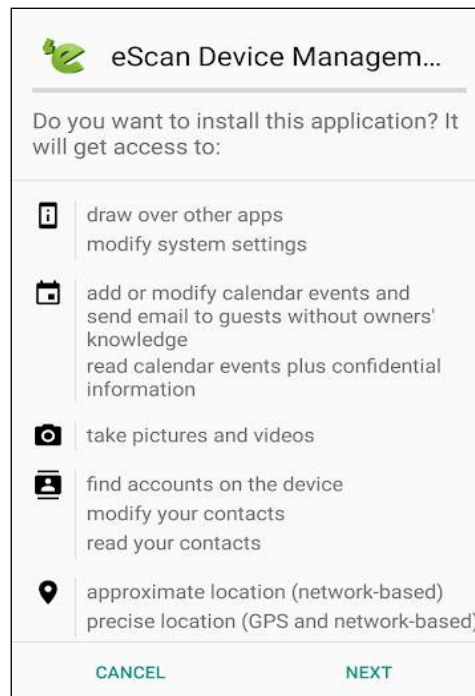 eScan Device Managem...
Do you want to install this application? It
will get access to:
draw over other apps
modify system settings
add or modify calendar events and
send email to guests without owners'
knowledge
read calendar events plus confidential
information
take pictures and videos
find accounts on the device
modify your contacts
read your contacts
approximate location (network-based)
precise location (GPS and network-based)
CANCEL NEXT